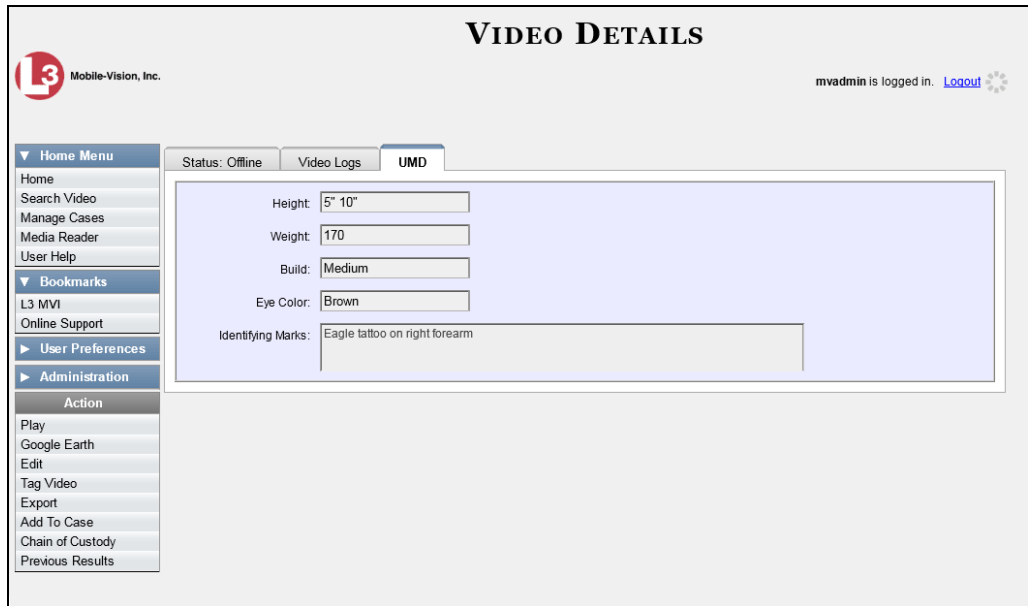 VIDEO DETAILS
L3 Mobile-Vision, Inc.
mvadmin is logged in. Logout
▼ Home Menu
Home
Search Video
Manage Cases
Media Reader
User Help
▼ Bookmarks
L3 MVI
Online Support
▶ User Preferences
▶ Administration
Action
Play
Google Earth
Edit
Tag Video
Export
Add To Case
Chain of Custody
Previous Results
Status: Offline Video Logs UMD
Height: 5" 10"
Weight: 170
Build: Medium
Eye Color: Brown
Identifying Marks: Eagle tattoo on right forearm